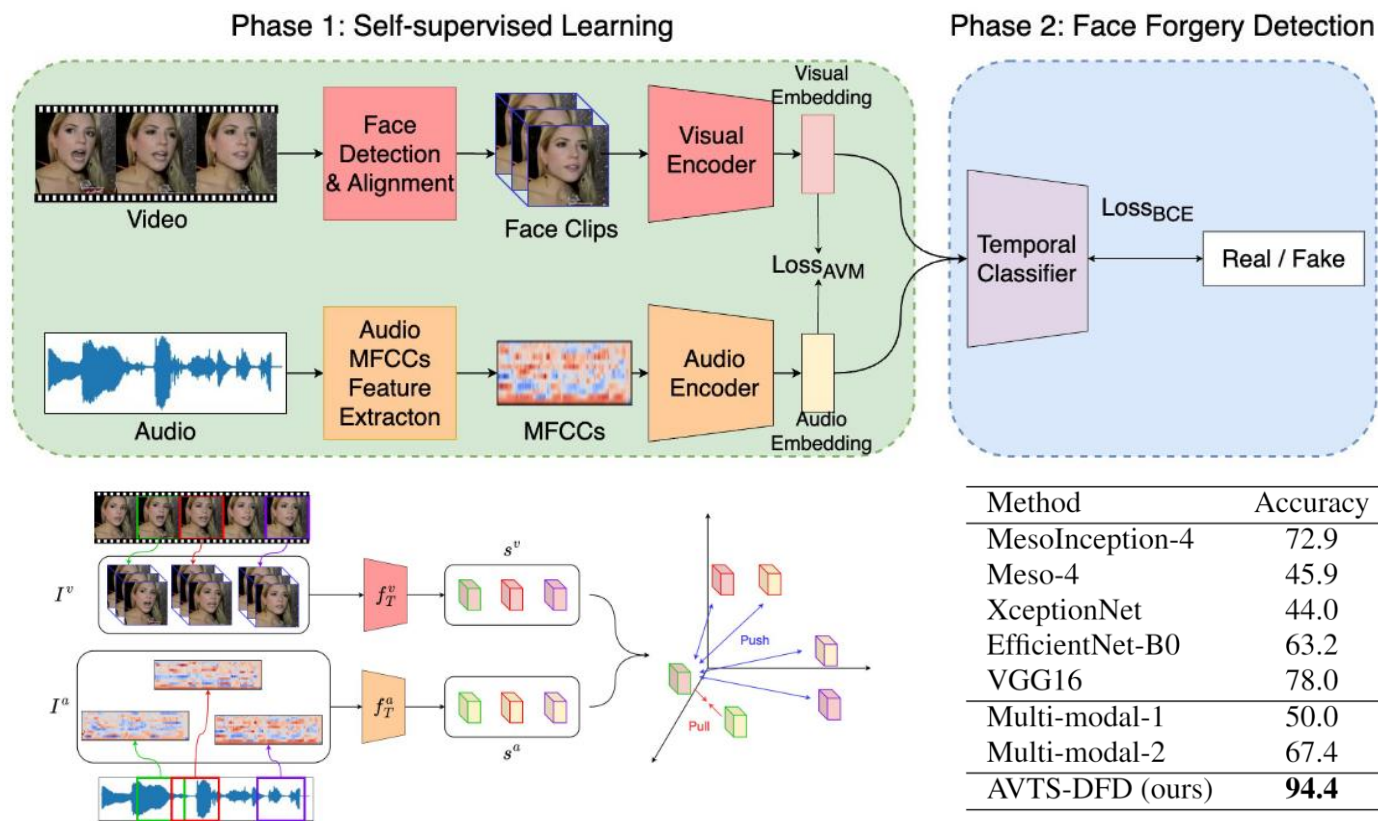 Phase 1: Self-supervised Learning
Phase 2: Face Forgery Detection
Video
Face
Detection
& Alignment
Face Clips
Visual
Encoder
Visual
Embedding
Loss_AVM
Audio
Audio
MFCCs
Feature
Extracton
MFCCs
Audio
Encoder
Audio
Embedding
Temporal
Classifier
Loss_BCE
Real / Fake
I^v
f_T^v
s^v
I^a
f_T^a
s^a
Push
Pull
Method Accuracy
MesoInception-4 72.9
Meso-4 45.9
XceptionNet 44.0
EfficientNet-B0 63.2
VGG16 78.0
Multi-modal-1 50.0
Multi-modal-2 67.4
AVTS-DFD (ours) 94.4